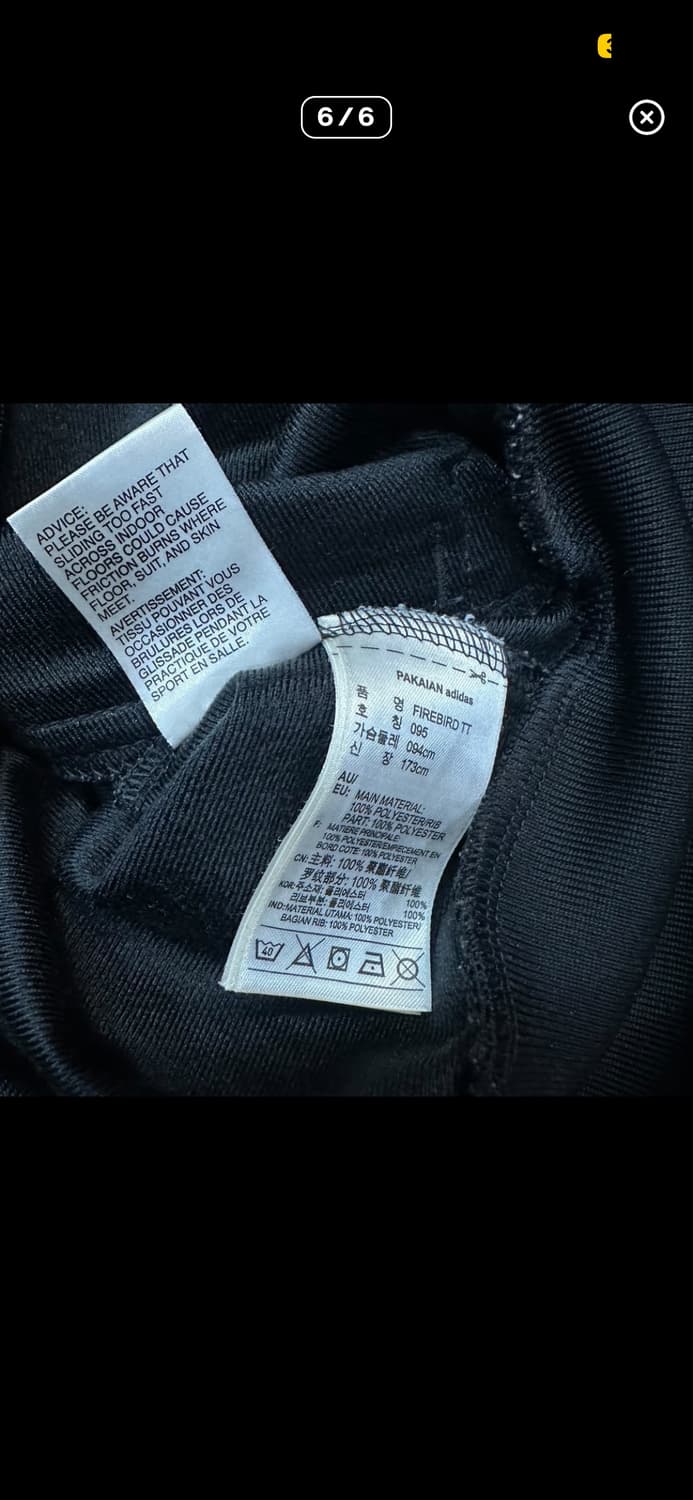 6/6
ADVICE:
PLEASE BE AWARE THAT
SLIDING TOO FAST
ACROSS INDOOR
FLOORS COULD CAUSE
FRICTION BURNS WHERE
FLOOR, SUIT, AND SKIN
MEET.
AVERTISSEMENT:
TISSU POUVANT VOUS
OCCASIONNER DES
BRULURES LORS DE
GLISSADE PENDANT LA
PRACTIQUE DE VOTRE
SPORT EN SALLE.
PAKAIAN adidas
품 명 FIREBIRD TT
호 칭 095
가슴둘레 094cm
신 장 173cm
AU/
EU: MAIN MATERIAL:
100% POLYESTER/RIB
PART: 100% POLYESTER
F: MATIERE PRINCIPALE:
100% POLYESTER/EMPIECEMENT EN
BORD COTE: 100% POLYESTER
CN: 主料: 100% 聚酯纤维/
罗纹部分: 100% 聚酯纤维
KOR: 주소재: 폴리에스터 100%
리브부분: 폴리에스터 100%
IND: MATERIAL UTAMA: 100% POLYESTER/
BAGIAN RIB: 100% POLYESTER
40